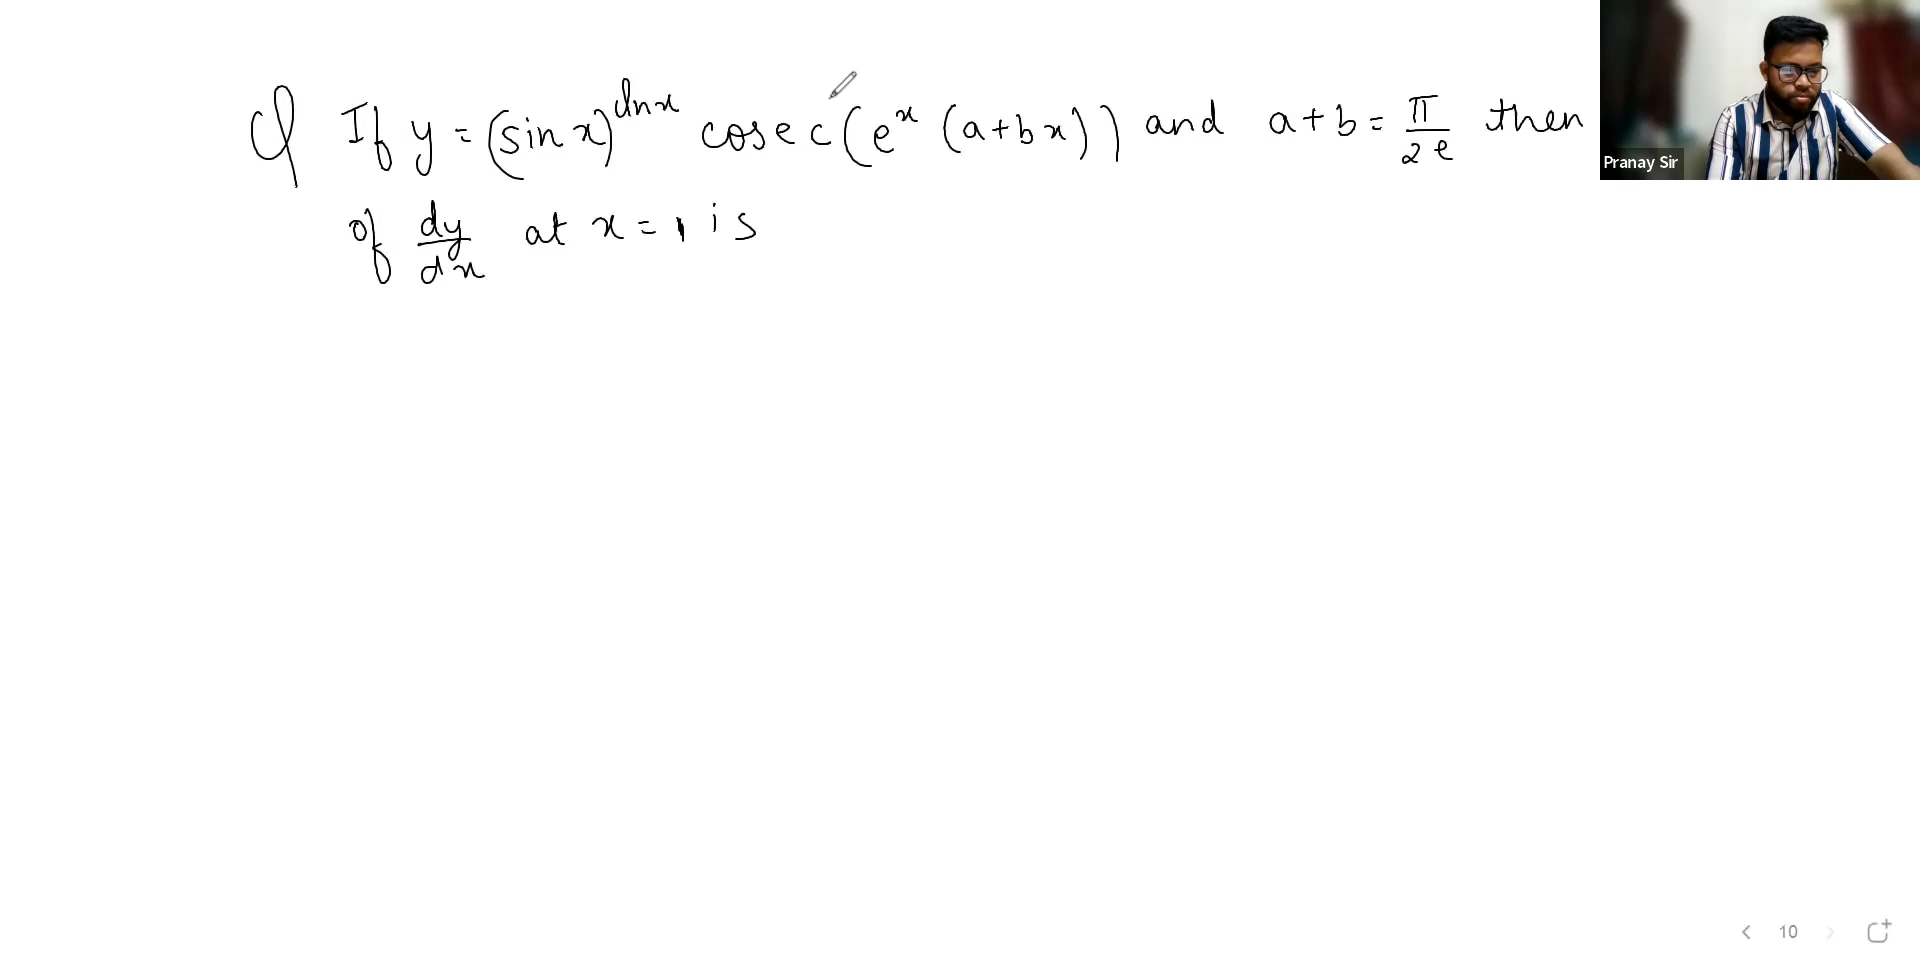 Q If y = (sin x)^{ln x} cosec(e^x (a+bx)) and a+b = π/2e then
of dy/dx at x = 1 is
Pranay Sir
10